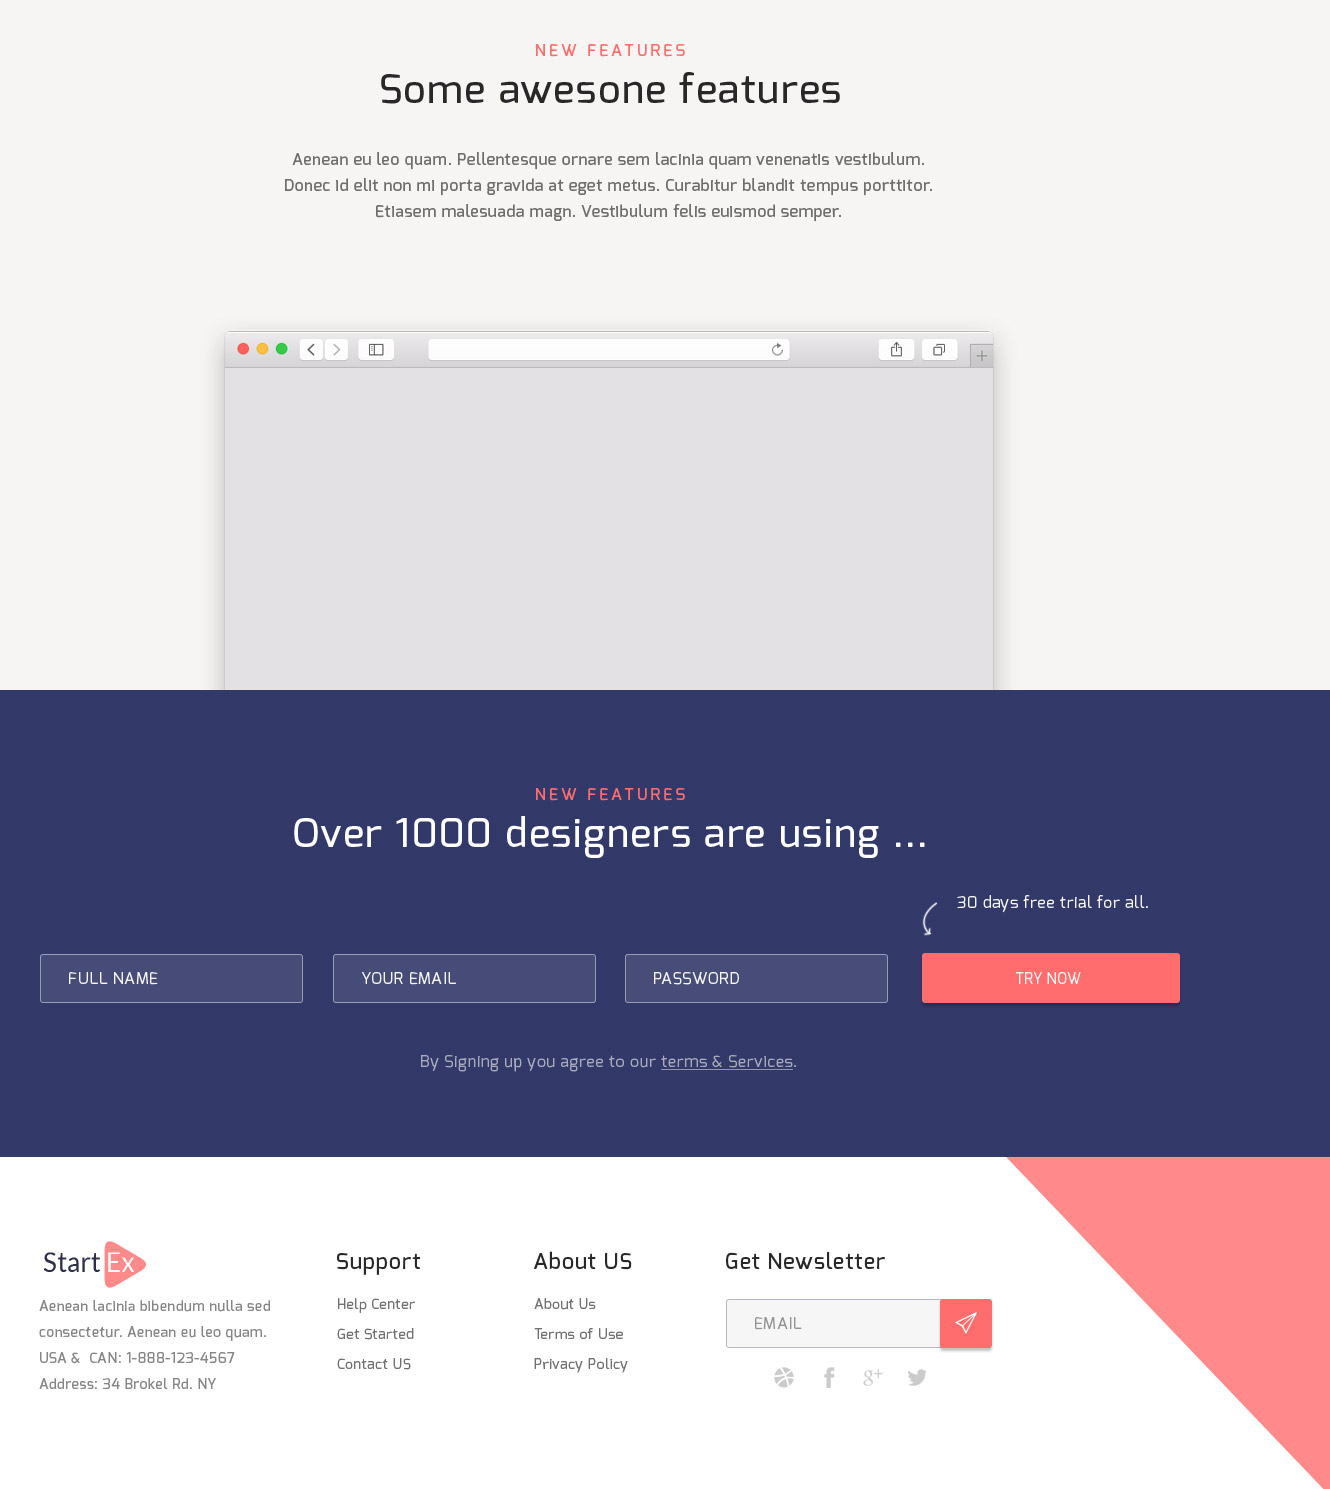 NEW FEATURES
Some awesone features
Aenean eu leo quam. Pellentesque ornare sem lacinia quam venenatis vestibulum.
Donec id elit non mi porta gravida at eget metus. Curabitur blandit tempus porttitor.
Etiasem malesuada magn. Vestibulum felis euismod semper.
NEW FEATURES
Over 1000 designers are using ...
30 days free trial for all.
FULL NAME
YOUR EMAIL
PASSWORD
TRY NOW
By Signing up you agree to our terms & Services.
Start Ex
Aenean lacinia bibendum nulla sed
consectetur. Aenean eu leo quam.
USA & CAN: 1-888-123-4567
Address: 34 Brokel Rd. NY
Support
Help Center
Get Started
Contact US
About US
About Us
Terms of Use
Privacy Policy
Get Newsletter
EMAIL